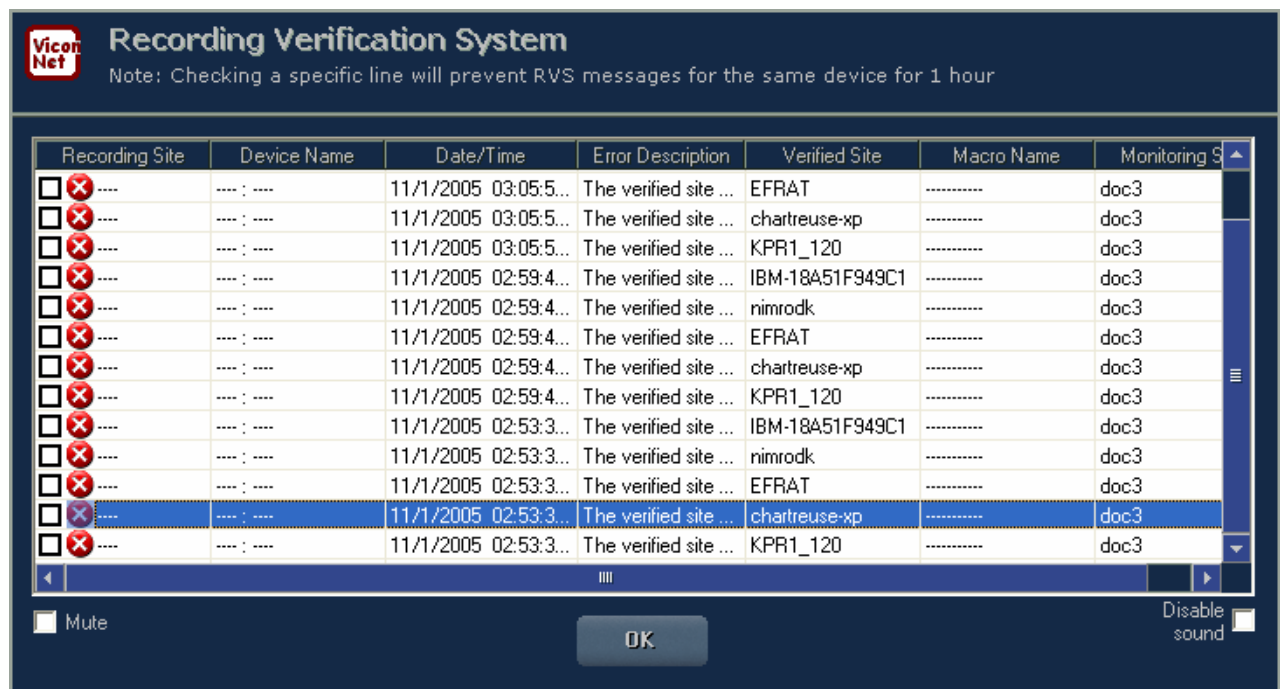 Vicon
Net
Recording Verification System
Note: Checking a specific line will prevent RVS messages for the same device for 1 hour
Recording Site Device Name Date/Time Error Description Verified Site Macro Name Monitoring S
---- ---- : ---- 11/1/2005 03:05:5... The verified site ... EFRAT ---------- doc3
---- ---- : ---- 11/1/2005 03:05:5... The verified site ... chartreuse-xp ---------- doc3
---- ---- : ---- 11/1/2005 03:05:5... The verified site ... KPR1_120 ---------- doc3
---- ---- : ---- 11/1/2005 02:59:4... The verified site ... IBM-18A51F949C1 ---------- doc3
---- ---- : ---- 11/1/2005 02:59:4... The verified site ... nimrodk ---------- doc3
---- ---- : ---- 11/1/2005 02:59:4... The verified site ... EFRAT ---------- doc3
---- ---- : ---- 11/1/2005 02:59:4... The verified site ... chartreuse-xp ---------- doc3
---- ---- : ---- 11/1/2005 02:59:4... The verified site ... KPR1_120 ---------- doc3
---- ---- : ---- 11/1/2005 02:53:3... The verified site ... IBM-18A51F949C1 ---------- doc3
---- ---- : ---- 11/1/2005 02:53:3... The verified site ... nimrodk ---------- doc3
---- ---- : ---- 11/1/2005 02:53:3... The verified site ... EFRAT ---------- doc3
---- ---- : ---- 11/1/2005 02:53:3... The verified site ... chartreuse-xp ---------- doc3
---- ---- : ---- 11/1/2005 02:53:3... The verified site ... KPR1_120 ---------- doc3
Mute
OK
Disable
sound